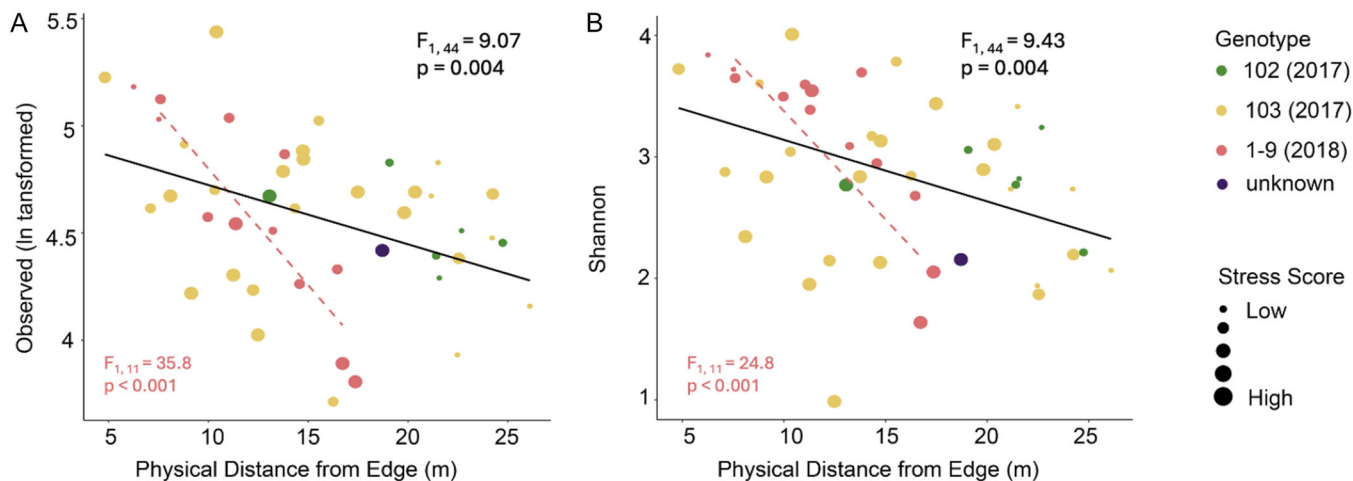 A
5.5
5
4.5
4
Observed (ln tansformed)
F1, 44 = 9.07
p = 0.004
F1, 11 = 35.8
p < 0.001
5 10 15 20 25
Physical Distance from Edge (m)
B
4
3
2
1
Shannon
F1, 44 = 9.43
p = 0.004
F1, 11 = 24.8
p < 0.001
5 10 15 20 25
Physical Distance from Edge (m)
Genotype
102 (2017)
103 (2017)
1-9 (2018)
unknown
Stress Score
Low
High